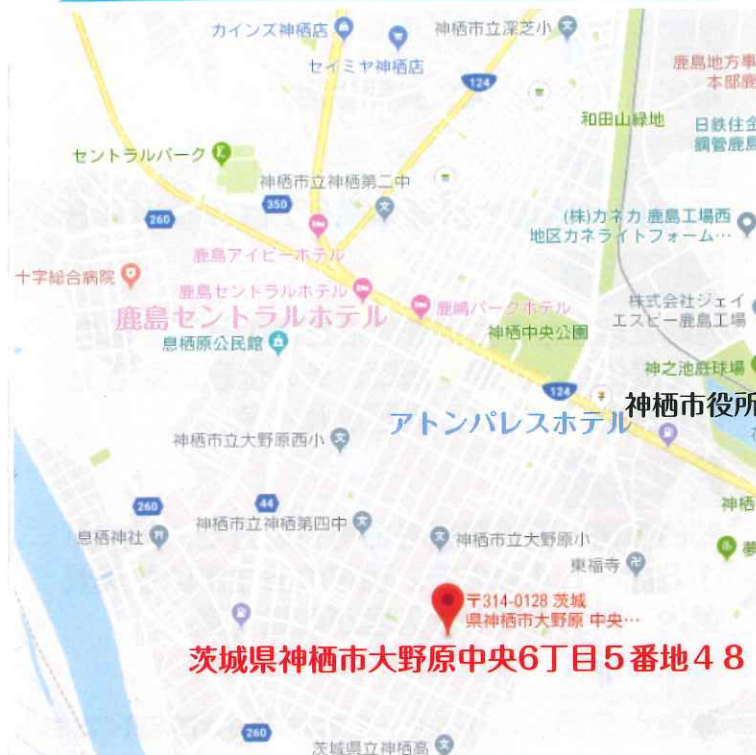 カインズ神栖店
神栖市立深芝小
セイミヤ神栖店
鹿島地方事
本部鹿
124
和田山緑地
日鉄住金
鋼管鹿島
セントラルパーク
神栖市立神栖第二中
350
260
(株)カネカ 鹿島工場西
地区カネライトフォーム…
鹿島アイビーホテル
十字総合病院
鹿島セントラルホテル
鹿嶋パークホテル
株式会社ジェイ
エスピー鹿島工場
鹿島セントラルホテル
神栖中央公園
息栖原公民館
神之池庭球場
124
神栖市役所
アトンパレスホテル
神栖市立大野原西小
260
44
神栖
息栖神社
神栖市立神栖第四中
神栖市立大野原小
夢
東福寺
〒314-0128 茨城
県神栖市大野原 中央…
茨城県神栖市大野原中央6丁目5番地48
260
茨城県立神栖高